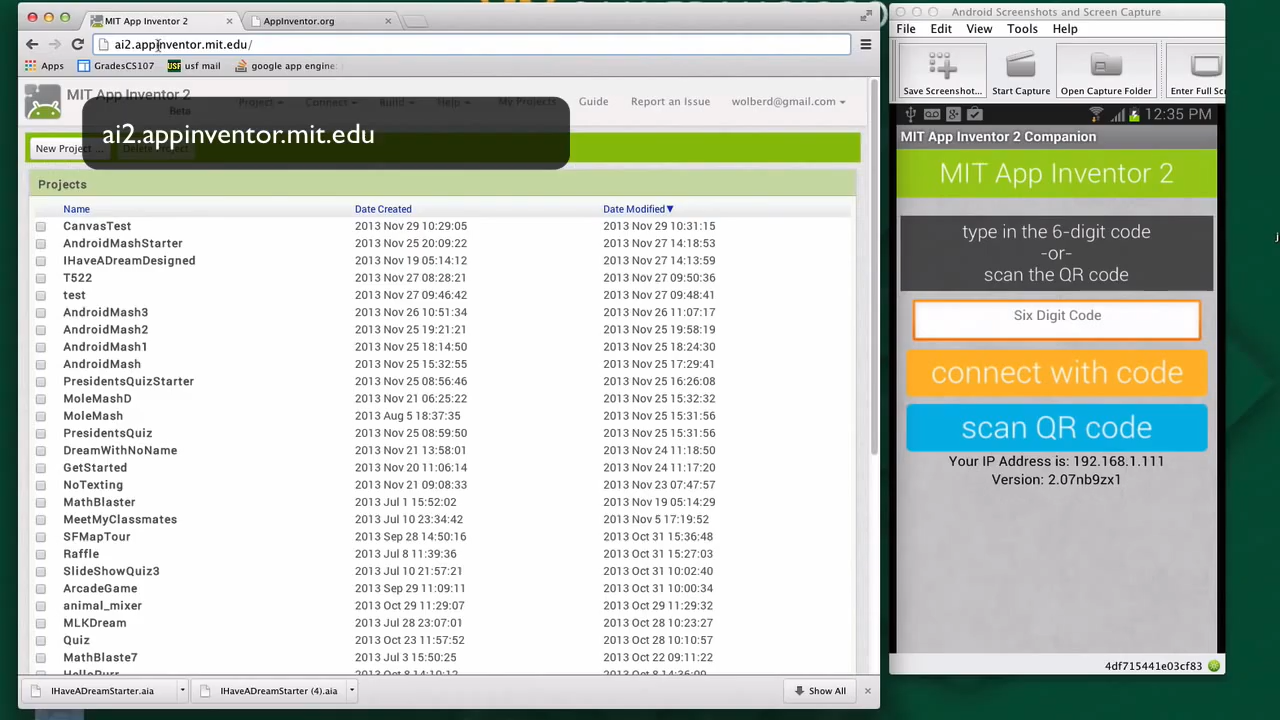 MIT App Inventor 2
AppInventor.org
ai2.appinventor.mit.edu/
Apps
GradesCS107
usf mail
google app engine:
MIT App Inventor 2
Beta
Project
Connect
Build
Help
My Projects
Guide
Report an Issue
wolberd@gmail.com
ai2.appinventor.mit.edu
New Project ...
Delete Project
Projects
Name Date Created Date Modified▼
CanvasTest 2013 Nov 29 10:29:05 2013 Nov 29 10:31:15
AndroidMashStarter 2013 Nov 25 20:09:22 2013 Nov 27 14:18:53
IHaveADreamDesigned 2013 Nov 19 05:14:12 2013 Nov 27 14:13:59
T522 2013 Nov 27 08:28:21 2013 Nov 27 09:50:36
test 2013 Nov 27 09:46:42 2013 Nov 27 09:48:41
AndroidMash3 2013 Nov 26 10:51:34 2013 Nov 26 11:07:17
AndroidMash2 2013 Nov 25 19:21:21 2013 Nov 25 19:58:19
AndroidMash1 2013 Nov 25 18:14:50 2013 Nov 25 18:24:30
AndroidMash 2013 Nov 25 15:32:55 2013 Nov 25 17:29:41
PresidentsQuizStarter 2013 Nov 25 08:56:46 2013 Nov 25 16:26:08
MoleMashD 2013 Nov 21 06:25:22 2013 Nov 25 15:32:32
MoleMash 2013 Aug 5 18:37:35 2013 Nov 25 15:31:56
PresidentsQuiz 2013 Nov 25 08:59:50 2013 Nov 25 15:31:56
DreamWithNoName 2013 Nov 21 13:58:01 2013 Nov 24 11:18:50
GetStarted 2013 Nov 20 11:06:14 2013 Nov 24 11:17:20
NoTexting 2013 Nov 21 09:08:33 2013 Nov 23 07:47:57
MathBlaster 2013 Jul 1 15:52:02 2013 Nov 19 05:14:29
MeetMyClassmates 2013 Jul 10 23:34:42 2013 Nov 5 17:19:52
SFMapTour 2013 Sep 28 14:50:16 2013 Oct 31 15:36:48
Raffle 2013 Jul 8 11:39:36 2013 Oct 31 15:27:03
SlideShowQuiz3 2013 Jul 10 21:57:21 2013 Oct 31 10:02:40
ArcadeGame 2013 Sep 29 11:09:11 2013 Oct 31 10:00:34
animal_mixer 2013 Oct 29 11:29:07 2013 Oct 29 11:29:32
MLKDream 2013 Jul 28 23:07:01 2013 Oct 28 10:23:27
Quiz 2013 Oct 23 11:57:52 2013 Oct 28 10:10:57
MathBlaste7 2013 Jul 3 15:50:25 2013 Oct 22 09:11:22
IHaveADreamStarter.aia
IHaveADreamStarter (4).aia
Show All
Android Screenshots and Screen Capture
File Edit View Tools Help
Save Screenshot...
Start Capture
Open Capture Folder
Enter Full Scr
12:35 PM
MIT App Inventor 2 Companion
MIT App Inventor 2
type in the 6-digit code
-or-
scan the QR code
Six Digit Code
connect with code
scan QR code
Your IP Address is: 192.168.1.111
Version: 2.07nb9zx1
4df715441e03cf83